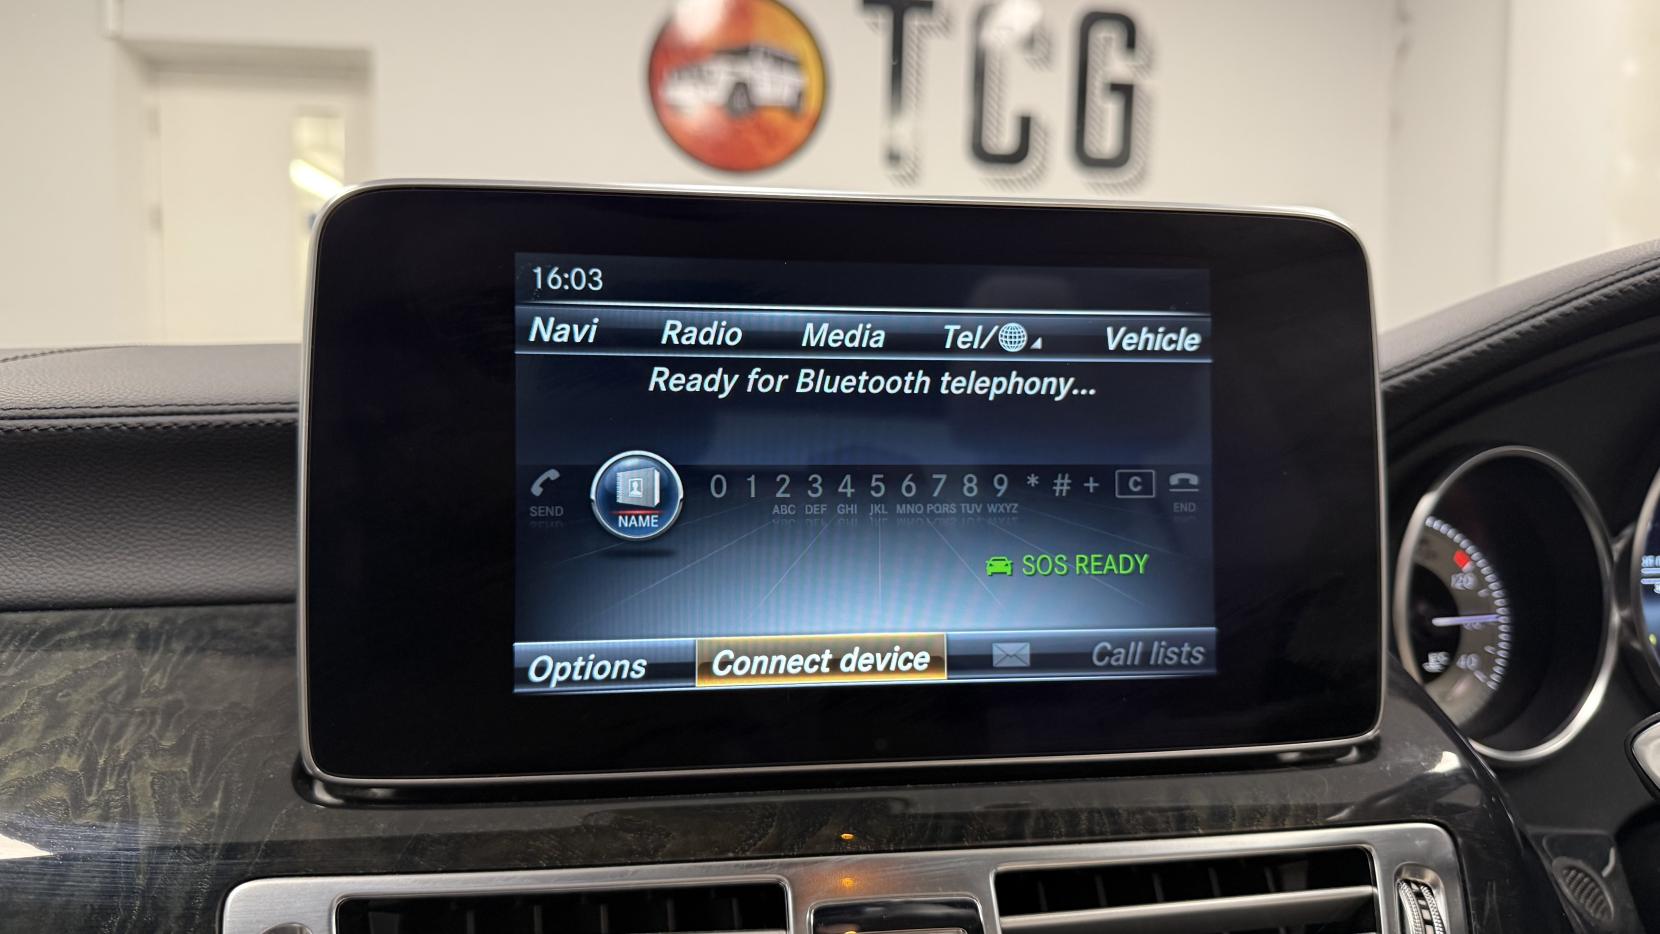 TCG
16:03
Navi Radio Media Tel/ Vehicle
Ready for Bluetooth telephony...
0 1 2 3 4 5 6 7 8 9 * # + C
SEND NAME ABC DEF GHI JKL MNO PQRS TUV WXYZ END
SOS READY
Options Connect device Call lists
120
40